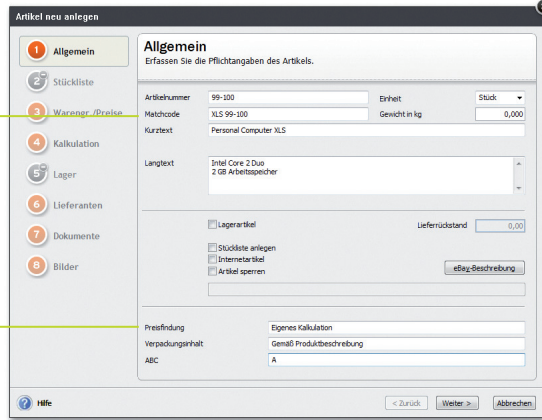 Artikel neu anlegen
1 Allgemein
2 Stückliste
3 Warengr./Preise
4 Kalkulation
5 Lager
6 Lieferanten
7 Dokumente
8 Bilder
Allgemein
Erfassen Sie die Pflichtangaben des Artikels.
Artikelnummer 99-100 Einheit Stück
Matchcode XLS 99-100 Gewicht in kg 0,000
Kurztext Personal Computer XLS
Langtext Intel Core 2 Duo
2 GB Arbeitsspeicher
Lagerartikel Lieferrückstand 0,00
Stückliste anlegen
Internetartikel eBay-Beschreibung
Artikel sperren
Preisfindung Eigenes Kalkulation
Verpackungsinhalt Gemäß Produktbeschreibung
ABC A
? Hilfe < Zurück Weiter > Abbrechen